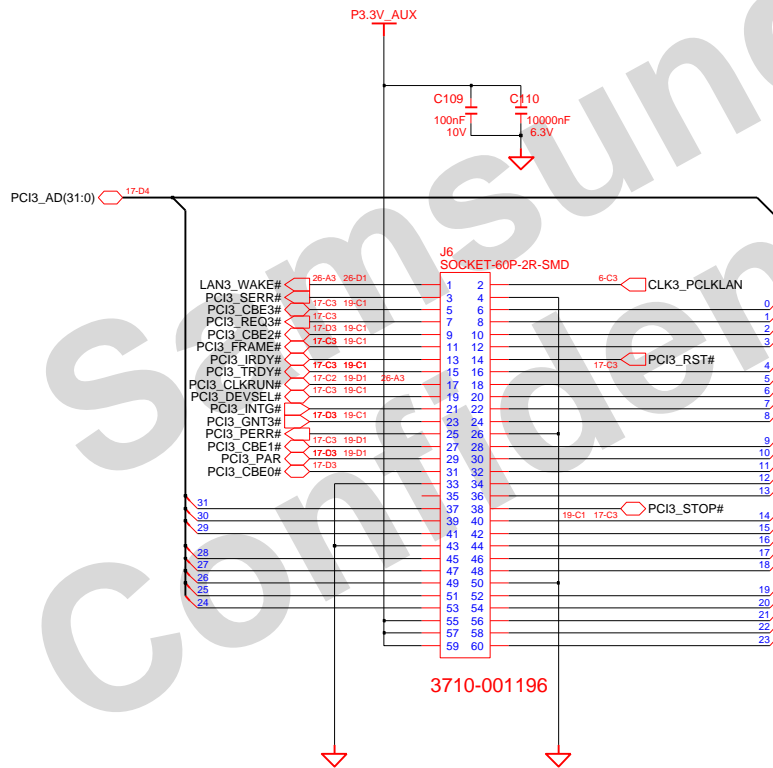 P3.3V_AUX
C109
C110
100nF
10000nF
10V
6.3V
PCI3_AD(31:0)
17-D4
J6
SOCKET-60P-2R-SMD
LAN3_WAKE# 26-A3 26-D1
PCI3_SERR#
PCI3_CBE3# 17-C3 19-C1
PCI3_REQ3# 17-C3
PCI3_CBE2# 17-D3 19-C1
PCI3_FRAME# 17-C3 19-C1
PCI3_IRDY#
PCI3_TRDY# 17-C3 19-C1
PCI3_CLKRUN# 17-C2 19-D1 26-A3
PCI3_DEVSEL# 17-C3 19-C1
PCI3_INTG#
PCI3_GNT3# 17-D3 19-C1
PCI3_PERR#
PCI3_CBE1# 17-C3 19-D1
PCI3_PAR 17-D3 19-D1
PCI3_CBE0# 17-D3
1 2
3 4
5 6
7 8
9 10
11 12
13 14
15 16
17 18
19 20
21 22
23 24
25 26
27 28
29 30
31 32
33 34
35 36
37 38
39 40
41 42
43 44
45 46
47 48
49 50
51 52
53 54
55 56
57 58
59 60
6-C3 CLK3_PCLKLAN
17-C3 PCI3_RST#
19-C1 17-C3 PCI3_STOP#
31
30
29
28
27
26
25
24
0
1
2
3
4
5
6
7
8
9
10
11
12
13
14
15
16
17
18
19
20
21
22
23
3710-001196